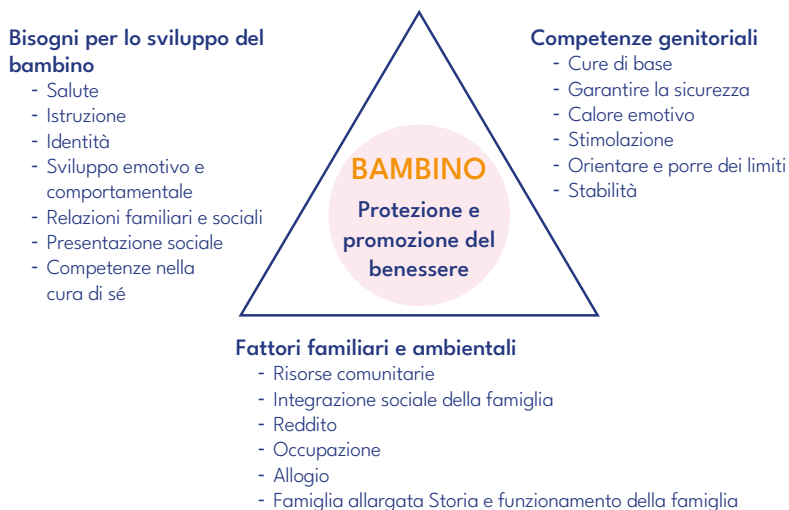 Bisogni per lo sviluppo del
bambino
- Salute
- Istruzione
- Identità
- Sviluppo emotivo e
comportamentale
- Relazioni familiari e sociali
- Presentazione sociale
- Competenze nella
cura di sé
Competenze genitoriali
- Cure di base
- Garantire la sicurezza
- Calore emotivo
- Stimolazione
- Orientare e porre dei limiti
- Stabilità
BAMBINO
Protezione e
promozione del
benessere
Fattori familiari e ambientali
- Risorse comunitarie
- Integrazione sociale della famiglia
- Reddito
- Occupazione
- Allogio
- Famiglia allargata Storia e funzionamento della famiglia